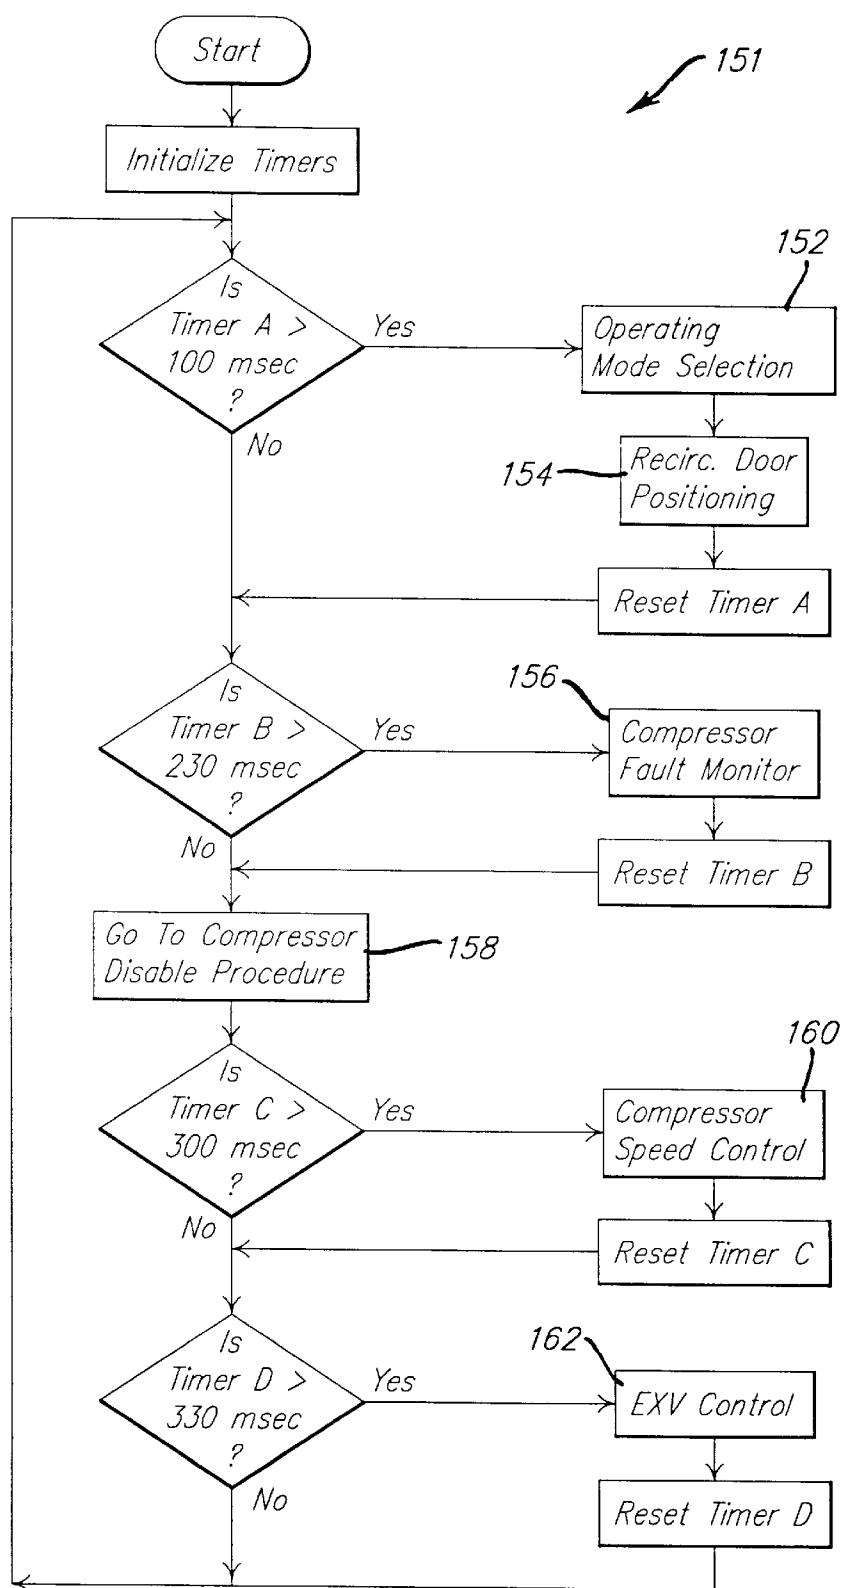 Start
151
Initialize Timers
Is
Timer A >
100 msec
?
Yes
No
152
Operating
Mode Selection
154
Recirc. Door
Positioning
Reset Timer A
Is
Timer B >
230 msec
?
Yes
No
156
Compressor
Fault Monitor
Reset Timer B
Go To Compressor
Disable Procedure
158
Is
Timer C >
300 msec
?
Yes
No
160
Compressor
Speed Control
Reset Timer C
Is
Timer D >
330 msec
?
Yes
No
162
EXV Control
Reset Timer D